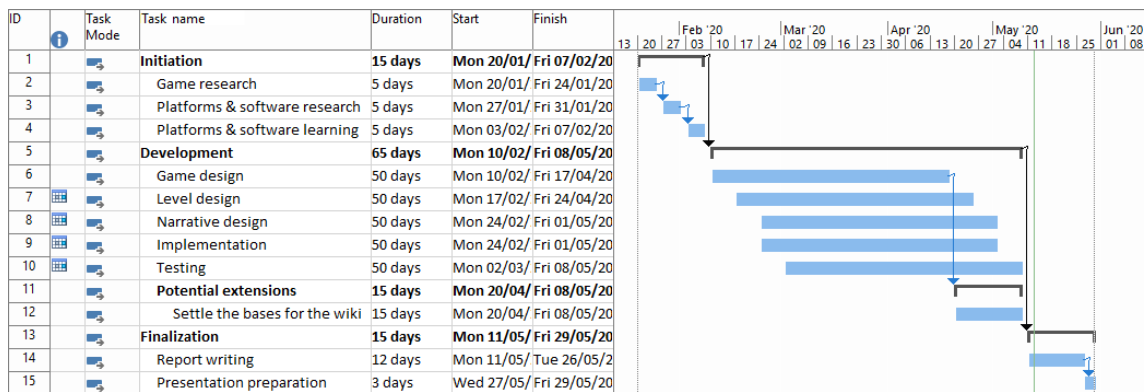 ID Task Mode Task name Duration Start Finish
Feb '20 Mar '20 Apr '20 May '20 Jun '20
13 20 27 03 10 17 24 02 09 16 23 30 06 13 20 27 04 11 18 25 01 08
1 Initiation 15 days Mon 20/01/ Fri 07/02/20
2 Game research 5 days Mon 20/01/ Fri 24/01/20
3 Platforms & software research 5 days Mon 27/01/ Fri 31/01/20
4 Platforms & software learning 5 days Mon 03/02/ Fri 07/02/20
5 Development 65 days Mon 10/02/ Fri 08/05/20
6 Game design 50 days Mon 10/02/ Fri 17/04/20
7 Level design 50 days Mon 17/02/ Fri 24/04/20
8 Narrative design 50 days Mon 24/02/ Fri 01/05/20
9 Implementation 50 days Mon 24/02/ Fri 01/05/20
10 Testing 50 days Mon 02/03/ Fri 08/05/20
11 Potential extensions 15 days Mon 20/04/ Fri 08/05/20
12 Settle the bases for the wiki 15 days Mon 20/04/ Fri 08/05/20
13 Finalization 15 days Mon 11/05/ Fri 29/05/20
14 Report writing 12 days Mon 11/05/ Tue 26/05/2
15 Presentation preparation 3 days Wed 27/05/ Fri 29/05/20